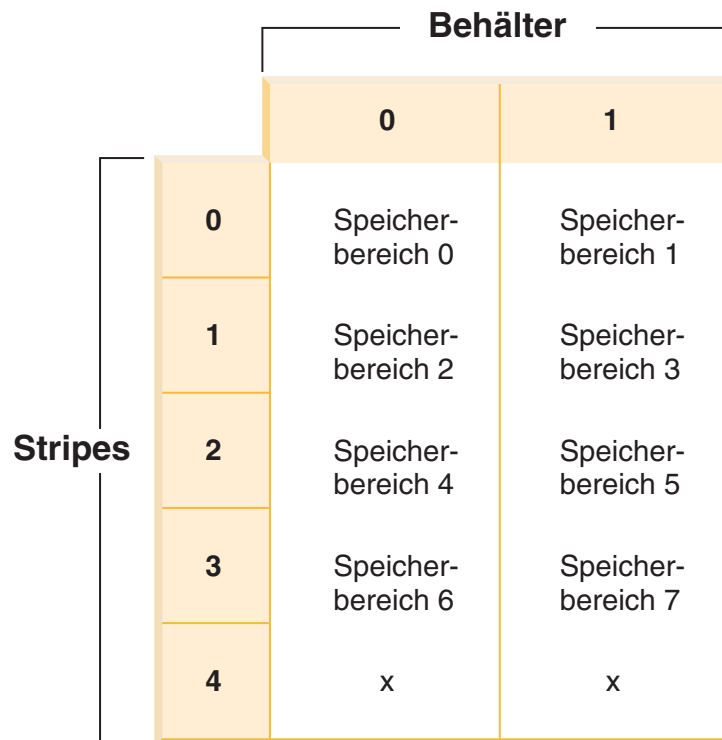 Behälter
0 1
0 Speicher- Speicher-
bereich 0 bereich 1
1 Speicher- Speicher-
bereich 2 bereich 3
Stripes
2 Speicher- Speicher-
bereich 4 bereich 5
3 Speicher- Speicher-
bereich 6 bereich 7
4 x x